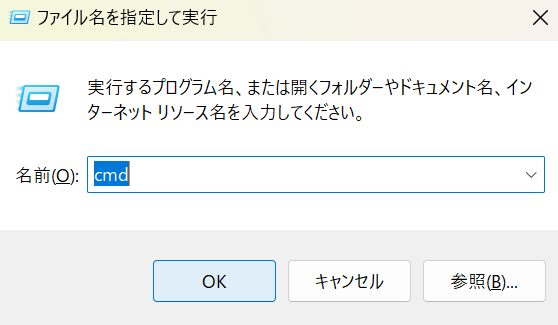 ファイル名を指定して実行
実行するプログラム名、または開くフォルダーやドキュメント名、イン
ターネット リソース名を入力してください。
名前(O): cmd
OK キャンセル 参照(B)...